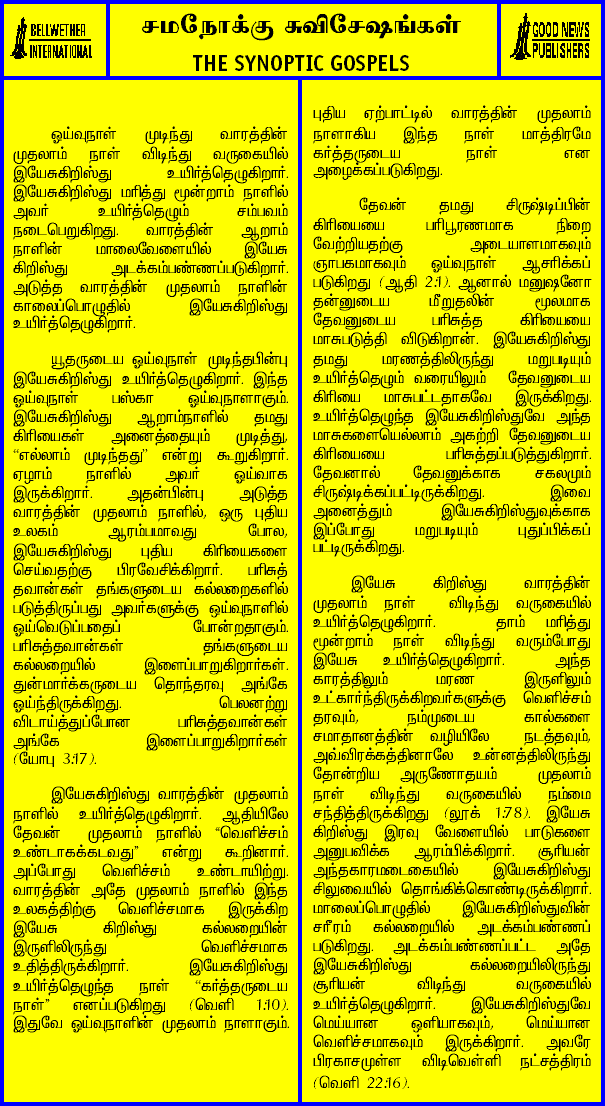 BELLWETHER
INTERNATIONAL
சமநோக்கு சுவிசேஷங்கள்
THE SYNOPTIC GOSPELS
GOOD NEWS
PUBLISHERS
ஓய்வுநாள் முடிந்து வாரத்தின்
முதலாம் நாள் விடிந்து வருகையில்
இயேசுகிறிஸ்து உயிர்த்தெழுகிறார்.
இயேசுகிறிஸ்து மரித்து மூன்றாம் நாளில்
அவர் உயிர்த்தெழும் சம்பவம்
நடைபெறுகிறது. வாரத்தின் ஆறாம்
நாளின் மாலைவேளையில் இயேசு
கிறிஸ்து அடக்கம்பண்ணப்படுகிறார்.
அடுத்த வாரத்தின் முதலாம் நாளின்
காலைப்பொழுதில் இயேசுகிறிஸ்து
உயிர்த்தெழுகிறார்.
யூதருடைய ஓய்வுநாள் முடிந்தபின்பு
இயேசுகிறிஸ்து உயிர்த்தெழுகிறார். இந்த
ஓய்வுநாள் பஸ்கா ஓய்வுநாளாகும்.
இயேசுகிறிஸ்து ஆறாம்நாளில் தமது
கிரியைகள் அனைத்தையும் முடித்து,
“எல்லாம் முடிந்தது” என்று கூறுகிறார்.
ஏழாம் நாளில் அவர் ஓய்வாக
இருக்கிறார். அதன்பின்பு அடுத்த
வாரத்தின் முதலாம் நாளில், ஒரு புதிய
உலகம் ஆரம்பமாவது போல,
இயேசுகிறிஸ்து புதிய கிரியைகளை
செய்வதற்கு பிரவேசிக்கிறார். பரிசுத்
தவான்கள் தங்களுடைய கல்லறைகளில்
படுத்திருப்பது அவர்களுக்கு ஓய்வுநாளில்
ஓய்வெடுப்பதைப் போன்றதாகும்.
பரிசுத்தவான்கள் தங்களுடைய
கல்லறையில் இளைப்பாறுகிறார்கள்.
துன்மார்க்கருடைய தொந்தரவு அங்கே
ஓய்ந்திருக்கிறது. பெலனற்று
விடாய்த்துப்போன பரிசுத்தவான்கள்
அங்கே இளைப்பாறுகிறார்கள்
(யோபு 3:17).
இயேசுகிறிஸ்து வாரத்தின் முதலாம்
நாளில் உயிர்த்தெழுகிறார். ஆதியிலே
தேவன் முதலாம் நாளில் “வெளிச்சம்
உண்டாகக்கடவது” என்று கூறினார்.
அப்போது வெளிச்சம் உண்டாயிற்று.
வாரத்தின் அதே முதலாம் நாளில் இந்த
உலகத்திற்கு வெளிச்சமாக இருக்கிற
இயேசு கிறிஸ்து கல்லறையின்
இருளிலிருந்து வெளிச்சமாக
உதித்திருக்கிறார். இயேசுகிறிஸ்து
உயிர்த்தெழுந்த நாள் “கர்த்தருடைய
நாள்” எனப்படுகிறது (வெளி 1:10).
இதுவே ஓய்வுநாளின் முதலாம் நாளாகும்.
புதிய ஏற்பாட்டில் வாரத்தின் முதலாம்
நாளாகிய இந்த நாள் மாத்திரமே
கர்த்தருடைய நாள் என
அழைக்கப்படுகிறது.
தேவன் தமது சிருஷ்டிப்பின்
கிரியையை பரிபூரணமாக நிறை
வேற்றியதற்கு அடையாளமாகவும்
ஞாபகமாகவும் ஓய்வுநாள் ஆசரிக்கப்
படுகிறது (ஆதி 2:1). ஆனால் மனுஷனோ
தன்னுடைய மீறுதலின் மூலமாக
தேவனுடைய பரிசுத்த கிரியையை
மாசுபடுத்தி விடுகிறான். இயேசுகிறிஸ்து
தமது மரணத்திலிருந்து மறுபடியும்
உயிர்த்தெழும் வரையிலும் தேவனுடைய
கிரியை மாசுபட்டதாகவே இருக்கிறது.
உயிர்த்தெழுந்த இயேசுகிறிஸ்துவே அந்த
மாசுகளையெல்லாம் அகற்றி தேவனுடைய
கிரியையை பரிசுத்தப்படுத்துகிறார்.
தேவனால் தேவனுக்காக சகலமும்
சிருஷ்டிக்கப்பட்டிருக்கிறது. இவை
அனைத்தும் இயேசுகிறிஸ்துவுக்காக
இப்போது மறுபடியும் புதுப்பிக்கப்
பட்டிருக்கிறது.
இயேசு கிறிஸ்து வாரத்தின்
முதலாம் நாள் விடிந்து வருகையில்
உயிர்த்தெழுகிறார். தாம் மரித்து
மூன்றாம் நாள் விடிந்து வரும்போது
இயேசு உயிர்த்தெழுகிறார். அந்த
காரத்திலும் மரண இருளிலும்
உட்கார்ந்திருக்கிறவர்களுக்கு வெளிச்சம்
தரவும், நம்முடைய கால்களை
சமாதானத்தின் வழியிலே நடத்தவும்,
அவ்விரக்கத்தினாலே உன்னத்திலிருந்து
தோன்றிய அருணோதயம் முதலாம்
நாள் விடிந்து வருகையில் நம்மை
சந்தித்திருக்கிறது (லூக் 1:78). இயேசு
கிறிஸ்து இரவு வேளையில் பாடுகளை
அனுபவிக்க ஆரம்பிக்கிறார். சூரியன்
அந்தகாரமடைகையில் இயேசுகிறிஸ்து
சிலுவையில் தொங்கிக்கொண்டிருக்கிறார்.
மாலைப்பொழுதில் இயேசுகிறிஸ்துவின்
சரீரம் கல்லறையில் அடக்கம்பண்ணப்
படுகிறது. அடக்கம்பண்ணப்பட்ட அதே
இயேசுகிறிஸ்து கல்லறையிலிருந்து
சூரியன் விடிந்து வருகையில்
உயிர்த்தெழுகிறார். இயேசுகிறிஸ்துவே
மெய்யான ஒளியாகவும், மெய்யான
வெளிச்சமாகவும் இருக்கிறார். அவரே
பிரகாசமுள்ள விடிவெள்ளி நட்சத்திரம்
(வெளி 22:16).